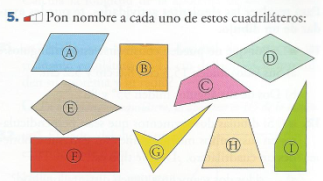 5. Pon nombre a cada uno de estos cuadriláteros:
A
B
C
D
E
F
G
H
I